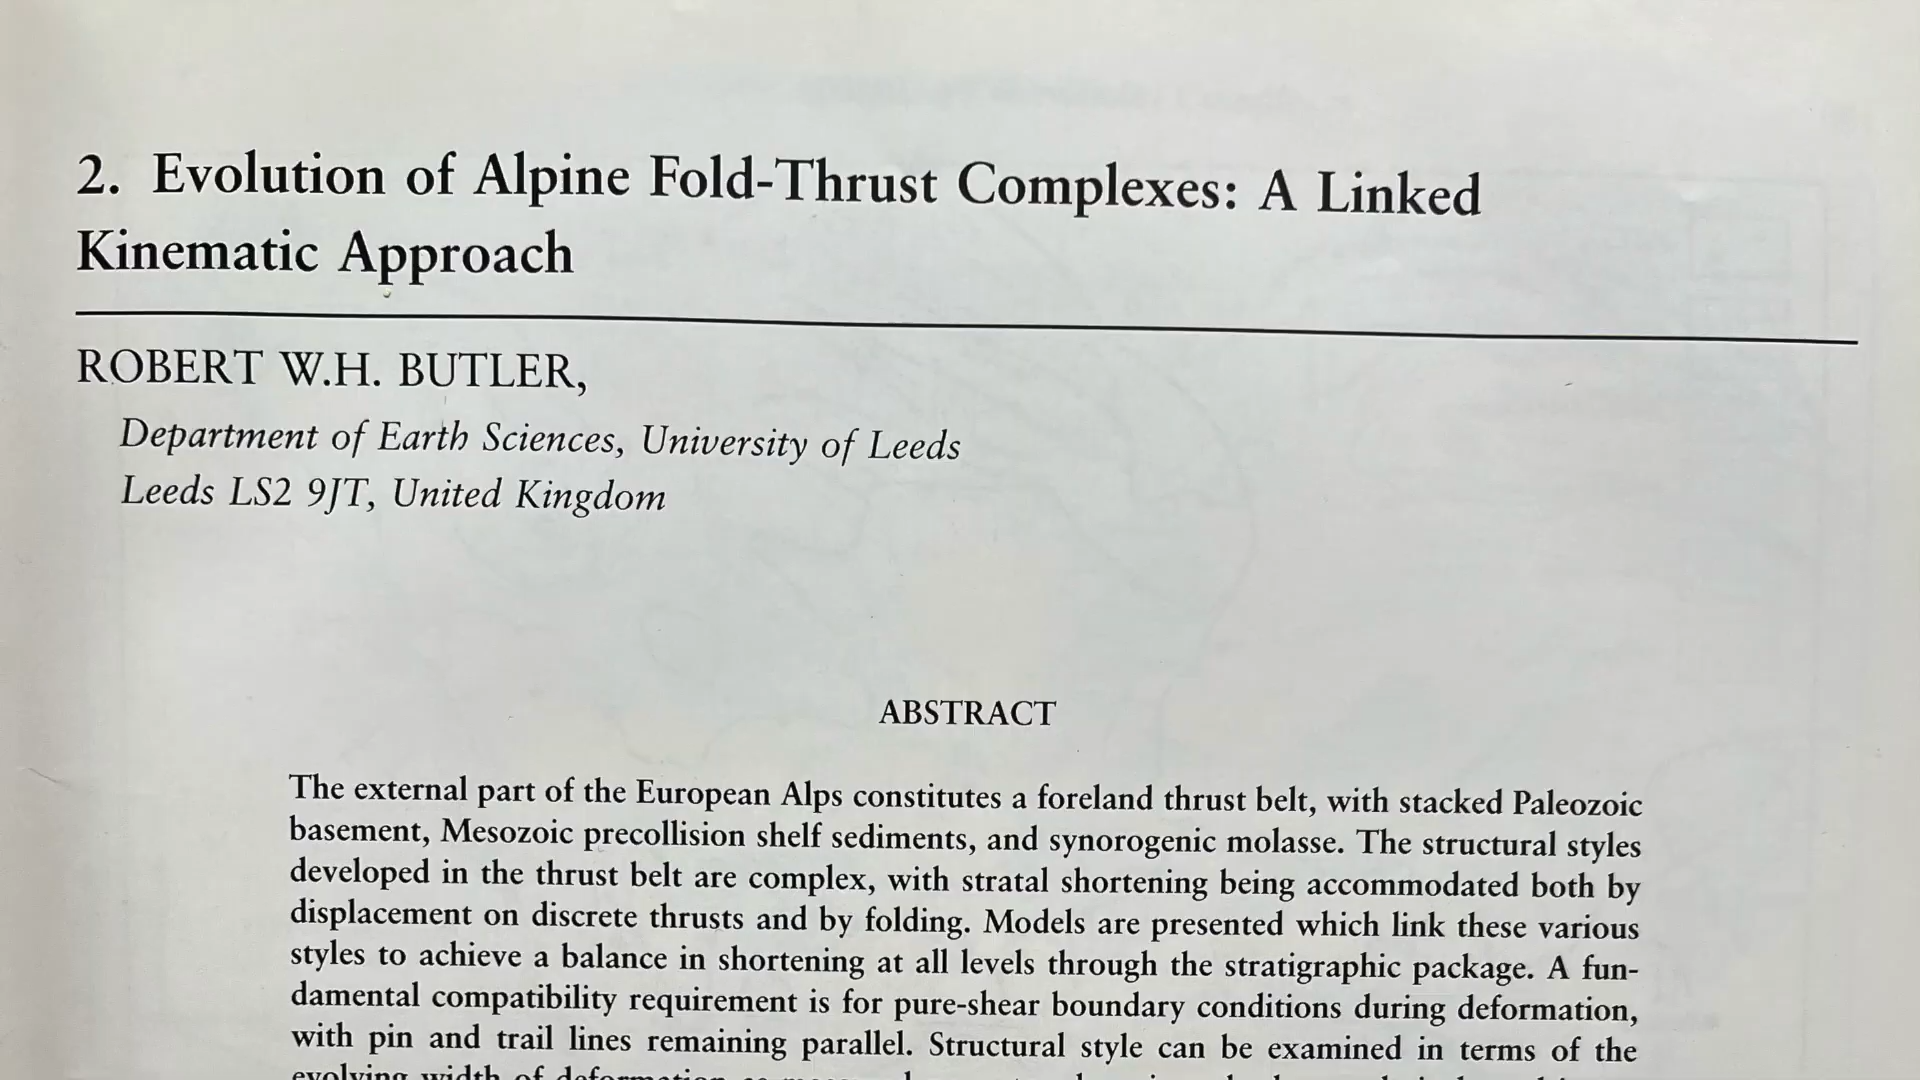 2. Evolution of Alpine Fold-Thrust Complexes: A Linked
Kinematic Approach
ROBERT W.H. BUTLER,
Department of Earth Sciences, University of Leeds
Leeds LS2 9JT, United Kingdom
ABSTRACT
The external part of the European Alps constitutes a foreland thrust belt, with stacked Paleozoic
basement, Mesozoic precollision shelf sediments, and synorogenic molasse. The structural styles
developed in the thrust belt are complex, with stratal shortening being accommodated both by
displacement on discrete thrusts and by folding. Models are presented which link these various
styles to achieve a balance in shortening at all levels through the stratigraphic package. A fun-
damental compatibility requirement is for pure-shear boundary conditions during deformation,
with pin and trail lines remaining parallel. Structural style can be examined in terms of the
evolving width of deformation